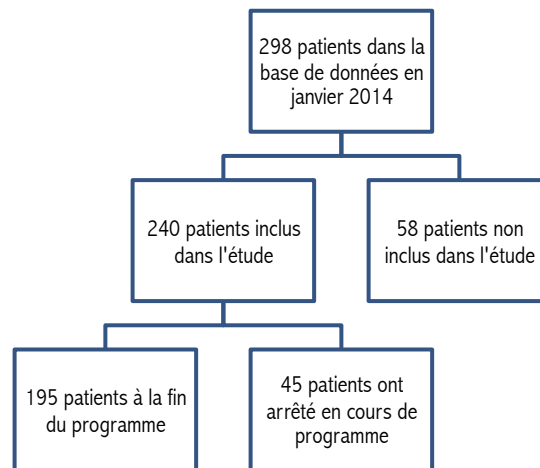 298 patients dans la
base de données en
janvier 2014
240 patients inclus
dans l'étude
58 patients non
inclus dans l'étude
195 patients à la fin
du programme
45 patients ont
arrêté en cours de
programme